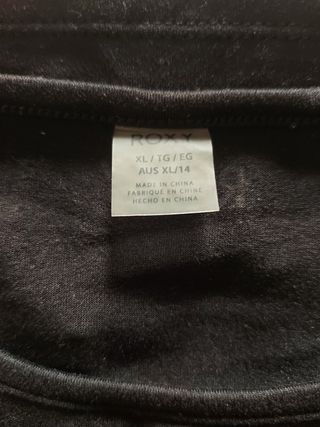 ROXY
XL / TG / EG
AUS XL/14
MADE IN CHINA
FABRIQUÉ EN CHINE
HECHO EN CHINA